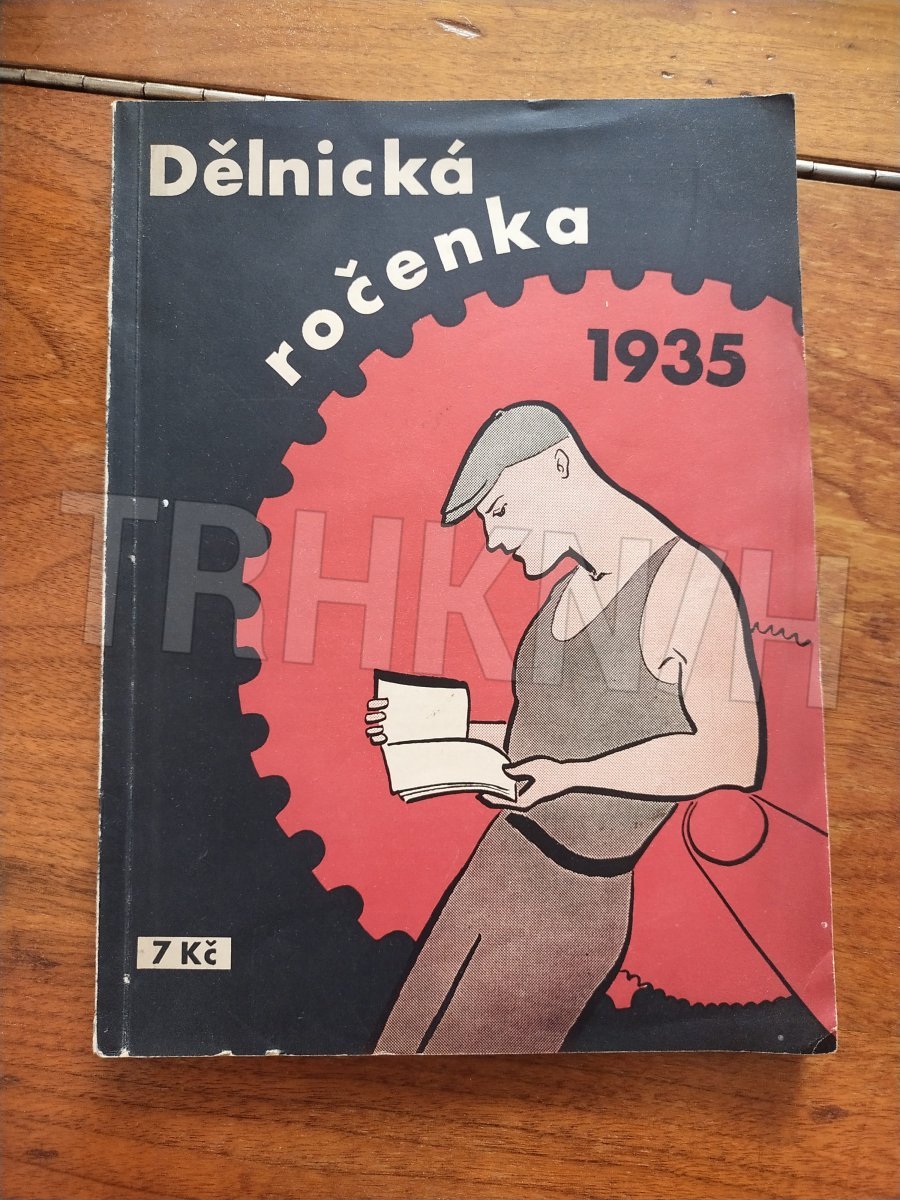 Dělnická
ročenka
1935
TRHKNIH
7 Kč